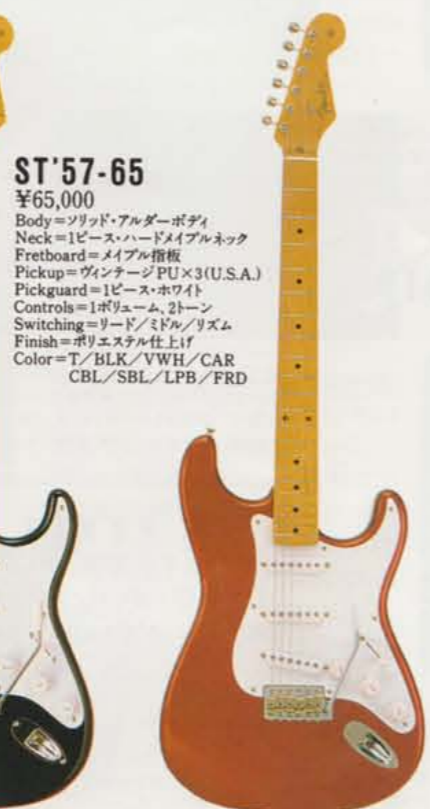 ST'57-65
¥65,000
Body=ソリッド・アルダーボディ
Neck=1ピース・ハードメイプルネック
Fretboard=メイプル指板
Pickup=ヴィンテージPU×3(U.S.A.)
Pickguard=1ピース・ホワイト
Controls=1ボリューム、2トーン
Switching=リード/ミドル/リズム
Finish=ポリエステル仕上げ
Color=T/BLK/VWH/CAR
CBL/SBL/LPB/FRD
Fender